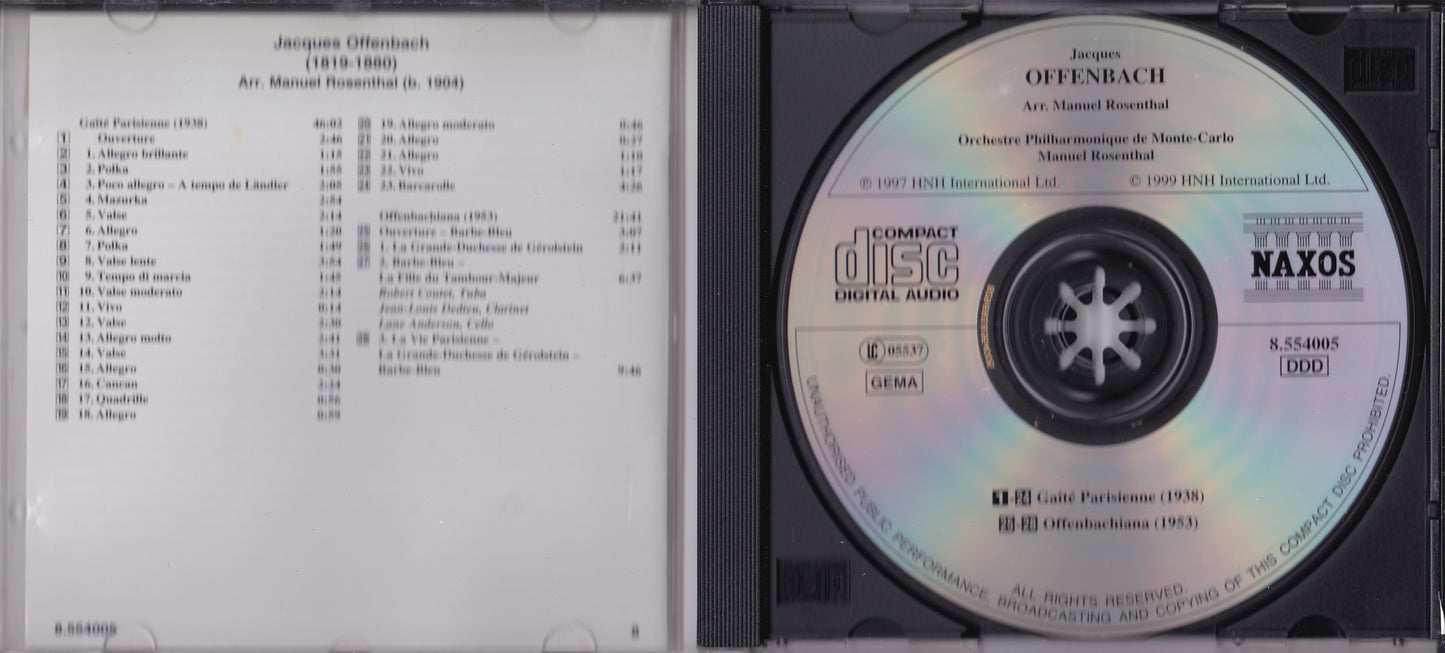 Jacques Offenbach
(1819-1880)
Arr. Manuel Rosenthal (b. 1904)
Gaîté Parisienne (1938) 46:02
1 Ouverture 2:46
2 1. Allegro brillante 1:15
3 2. Polka 1:55
4 3. Poco allegro – A tempo de Ländler 2:05
5 4. Mazurka 2:54
6 5. Valse 2:14
7 6. Allegro 1:20
8 7. Polka 1:49
9 8. Valse lente 3:54
10 9. Tempo di marcia 1:45
11 10. Valse moderato 2:14
12 11. Vivo 0:14
13 12. Valse 2:30
14 13. Allegro molto 2:41
15 14. Valse 3:31
16 15. Allegro 0:30
17 16. Cancan 2:24
18 17. Quadrille 0:56
19 18. Allegro 0:59
20 19. Allegro moderato 0:46
21 20. Allegro 0:37
22 21. Allegro 1:10
23 22. Vivo 1:17
24 23. Barcarolle 4:26
Offenbachiana (1953) 21:41
25 Ouverture – Barbe-Bleu 3:07
26 1. La Grande-Duchesse de Gérolstein 2:11
27 2. Barbe-Bleu –
La Fille du Tambour-Majeur 6:37
Robert Coutet, Tuba
Jean-Louis Dedieu, Clarinet
Lane Anderson, Cello
28 3. La Vie Parisienne –
La Grande-Duchesse de Gérolstein –
Barbe-Bleu 9:46
8.554005 8
Jacques
OFFENBACH
Arr. Manuel Rosenthal
Orchestre Philharmonique de Monte-Carlo
Manuel Rosenthal
℗ 1997 HNH International Ltd. © 1999 HNH International Ltd.
COMPACT
disc
DIGITAL AUDIO
NAXOS
LC 05537
GEMA
8.554005
DDD
1-24 Gaîté Parisienne (1938)
25-28 Offenbachiana (1953)
ALL RIGHTS RESERVED.
UNAUTHORISED PUBLIC PERFORMANCE, BROADCASTING AND COPYING OF THIS COMPACT DISC PROHIBITED.
disc